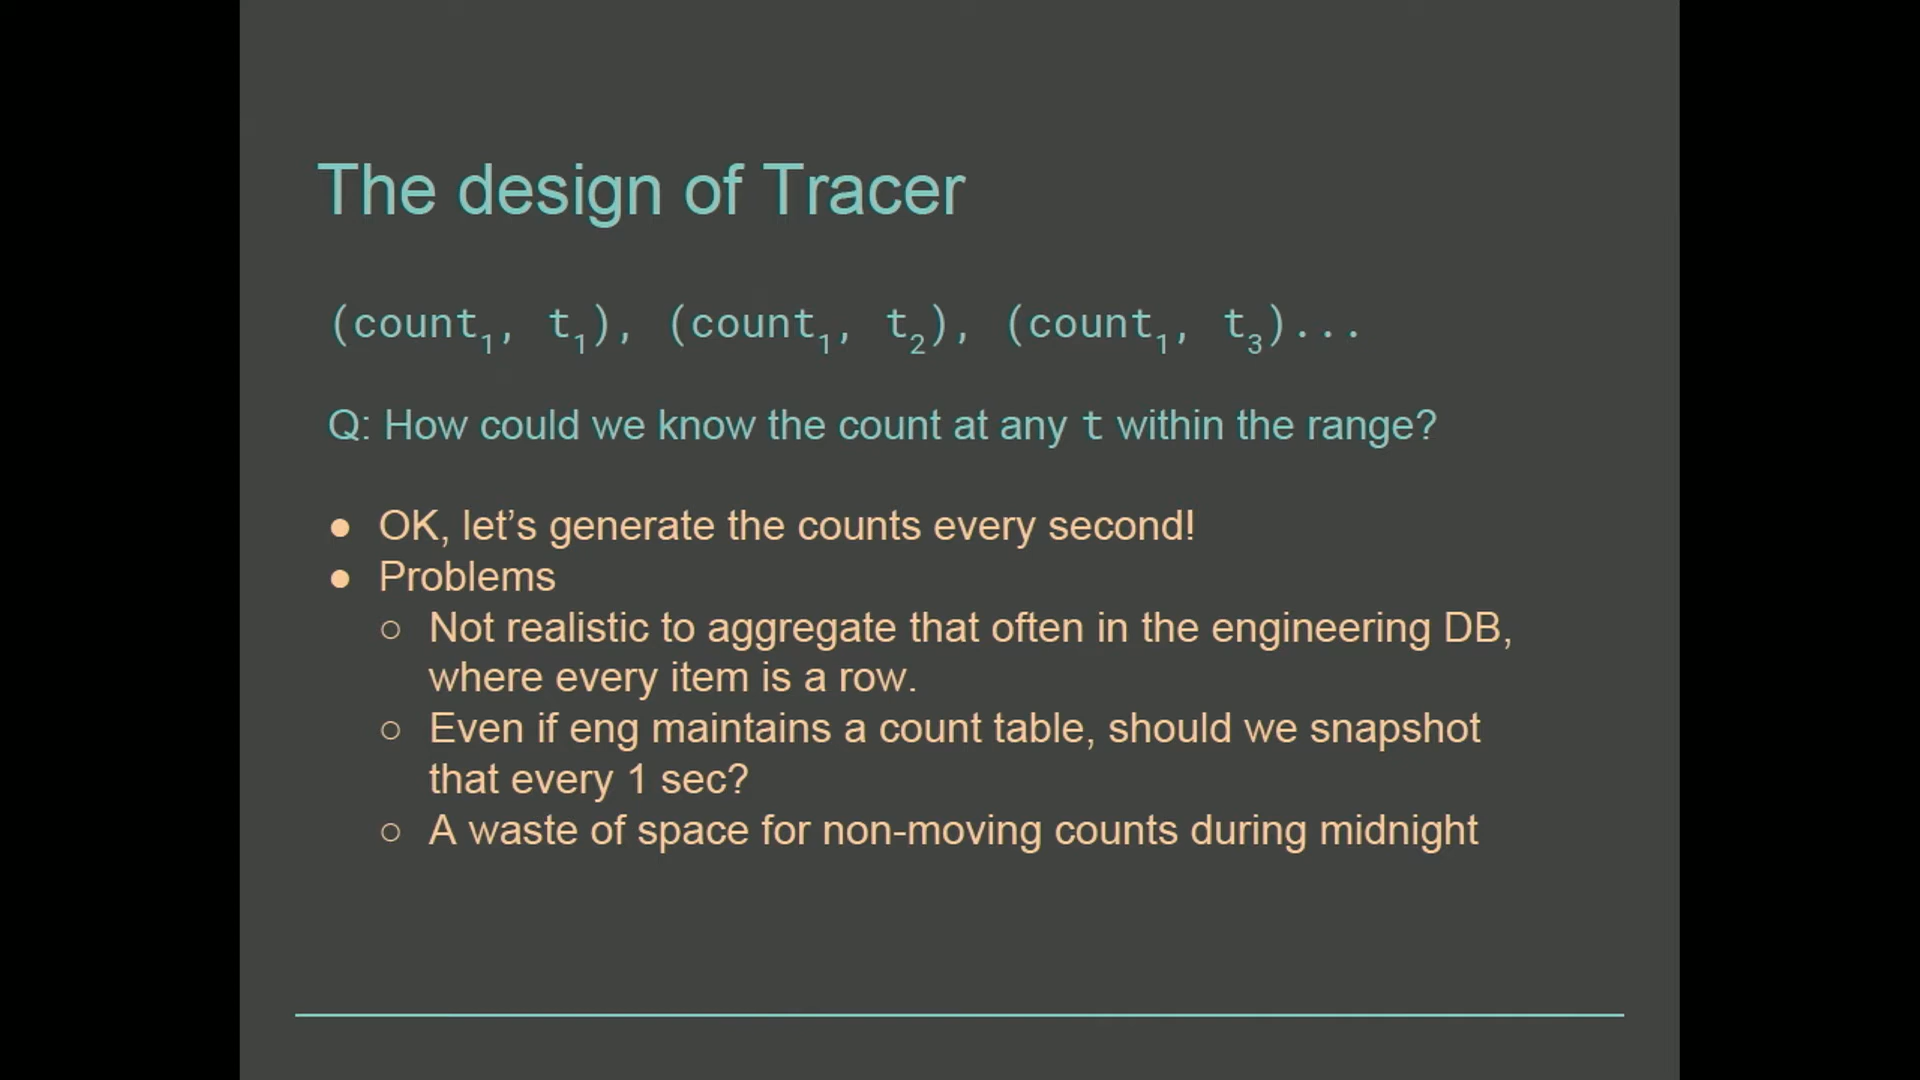 The design of Tracer
(count₁, t₁), (count₁, t₂), (count₁, t₃)...
Q: How could we know the count at any t within the range?
● OK, let’s generate the counts every second!
● Problems
○ Not realistic to aggregate that often in the engineering DB,
where every item is a row.
○ Even if eng maintains a count table, should we snapshot
that every 1 sec?
○ A waste of space for non-moving counts during midnight